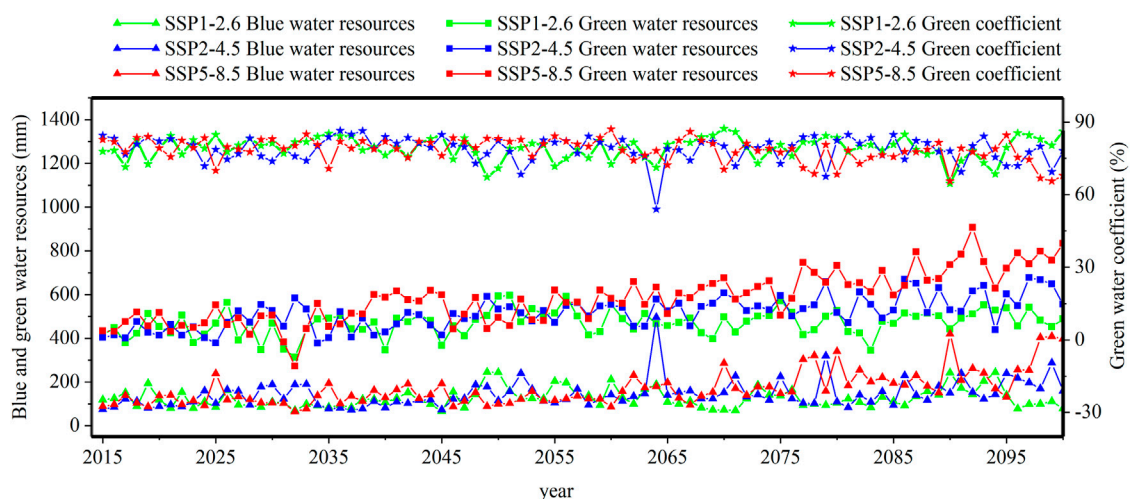 SSP1-2.6 Blue water resources SSP1-2.6 Green water resources SSP1-2.6 Green coefficient
SSP2-4.5 Blue water resources SSP2-4.5 Green water resources SSP2-4.5 Green coefficient
SSP5-8.5 Blue water resources SSP5-8.5 Green water resources SSP5-8.5 Green coefficient
Blue and green water resources (mm)
1400
1200
1000
800
600
400
200
0
90
60
30
0
-30
Green water coefficient (%)
2015 2025 2035 2045 2055 2065 2075 2085 2095
year